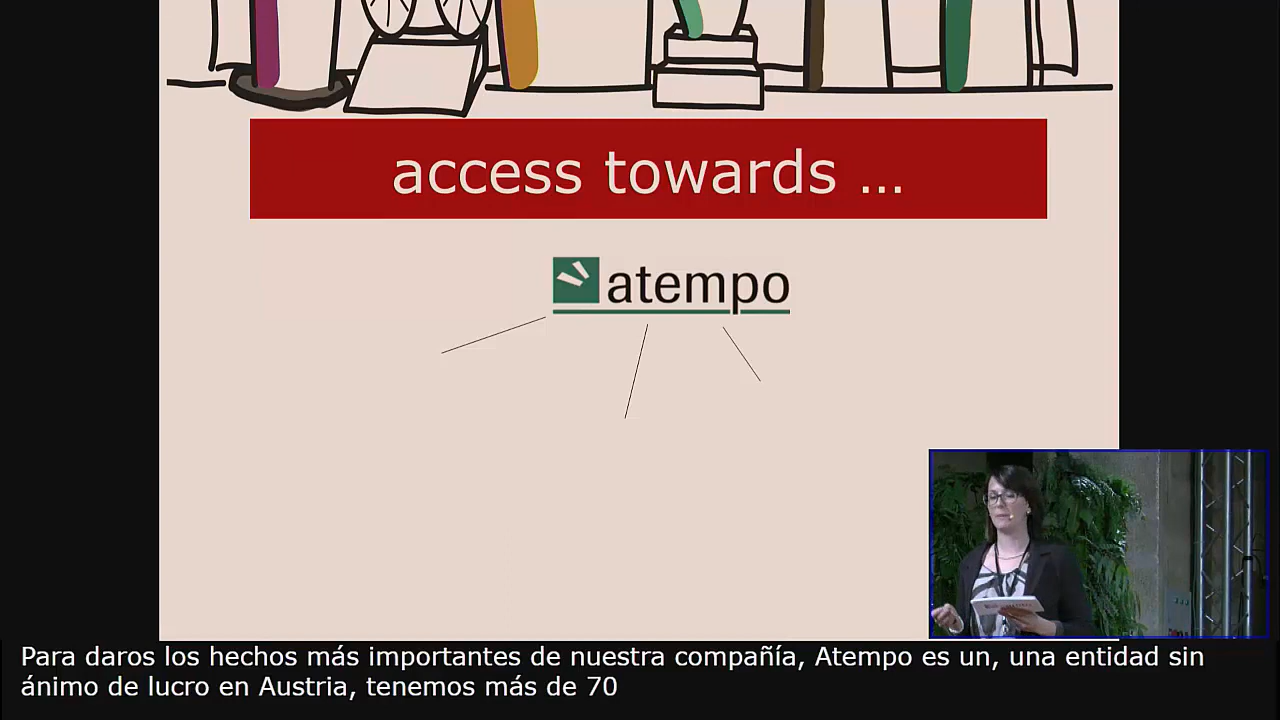 access towards ...
atempo
Para daros los hechos más importantes de nuestra compañía, Atempo es un, una entidad sin
ánimo de lucro en Austria, tenemos más de 70